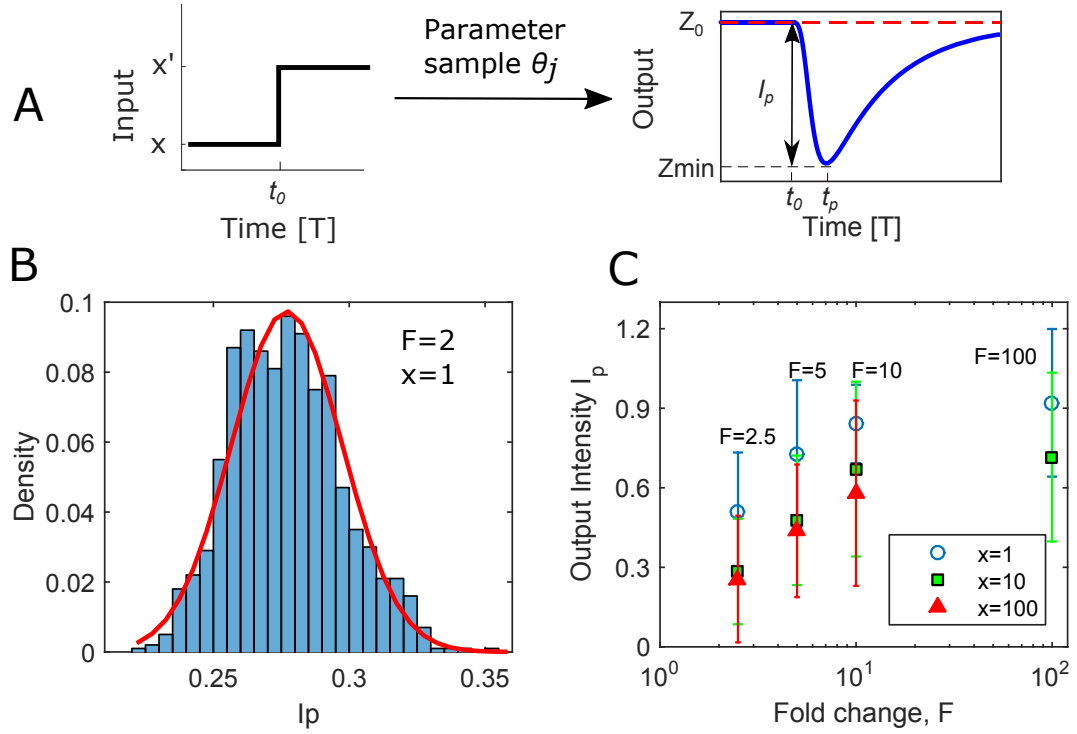 A
Input
x'
x
t0
Time [T]
Parameter
sample θj
Output
Z0
Ip
Zmin
t0
tp
Time [T]
B
Density
0.1
0.08
0.06
0.04
0.02
0
F=2
x=1
0.25
0.3
0.35
Ip
C
Output Intensity Ip
1.2
0.9
0.6
0.3
0
F=2.5
F=5
F=10
F=100
x=1
x=10
x=100
10^0
10^1
10^2
Fold change, F